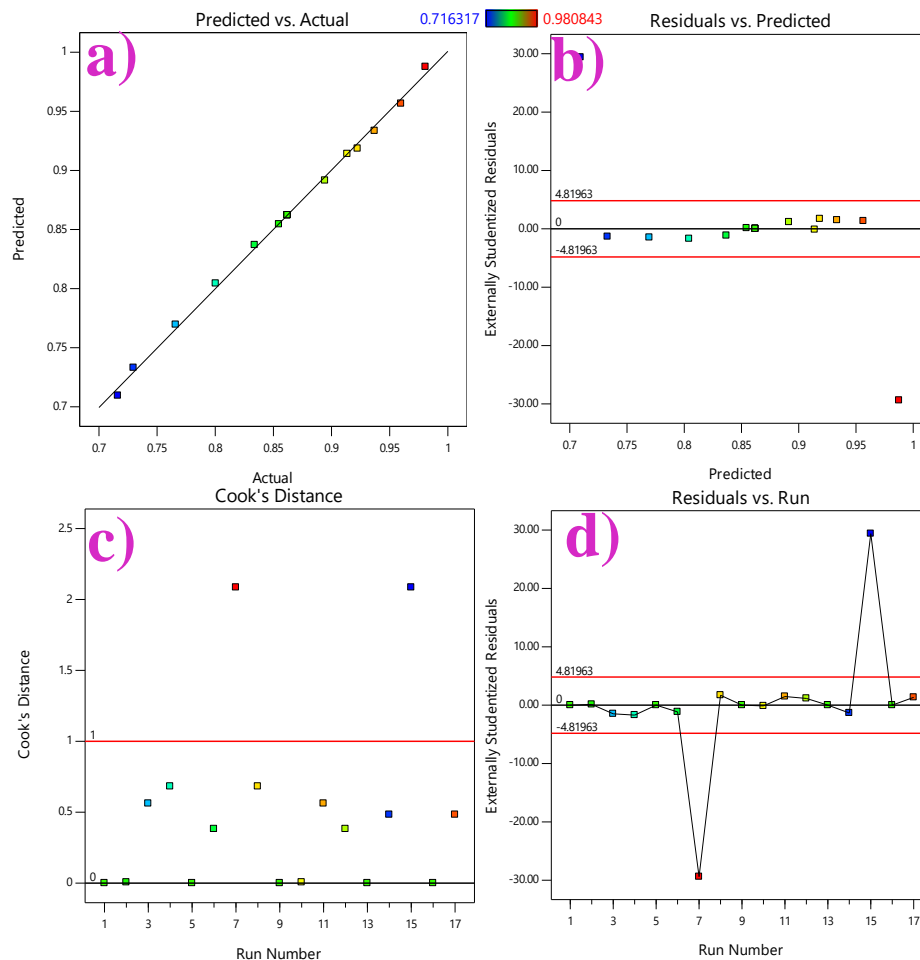 Predicted vs. Actual
0.716317 0.980843
Residuals vs. Predicted
a)
b)
1
0.95
0.9
0.85
0.8
0.75
0.7
Predicted
0.7 0.75 0.8 0.85 0.9 0.95 1
Actual
30.00
20.00
10.00
0.00
-10.00
-20.00
-30.00
Externally Studentized Residuals
4.81963
0
-4.81963
0.7 0.75 0.8 0.85 0.9 0.95 1
Predicted
Cook's Distance
c)
2.5
2
1.5
1
0.5
0
Cook's Distance
1
0
1 3 5 7 9 11 13 15 17
Run Number
Residuals vs. Run
d)
30.00
20.00
10.00
0.00
-10.00
-20.00
-30.00
Externally Studentized Residuals
4.81963
0
-4.81963
1 3 5 7 9 11 13 15 17
Run Number